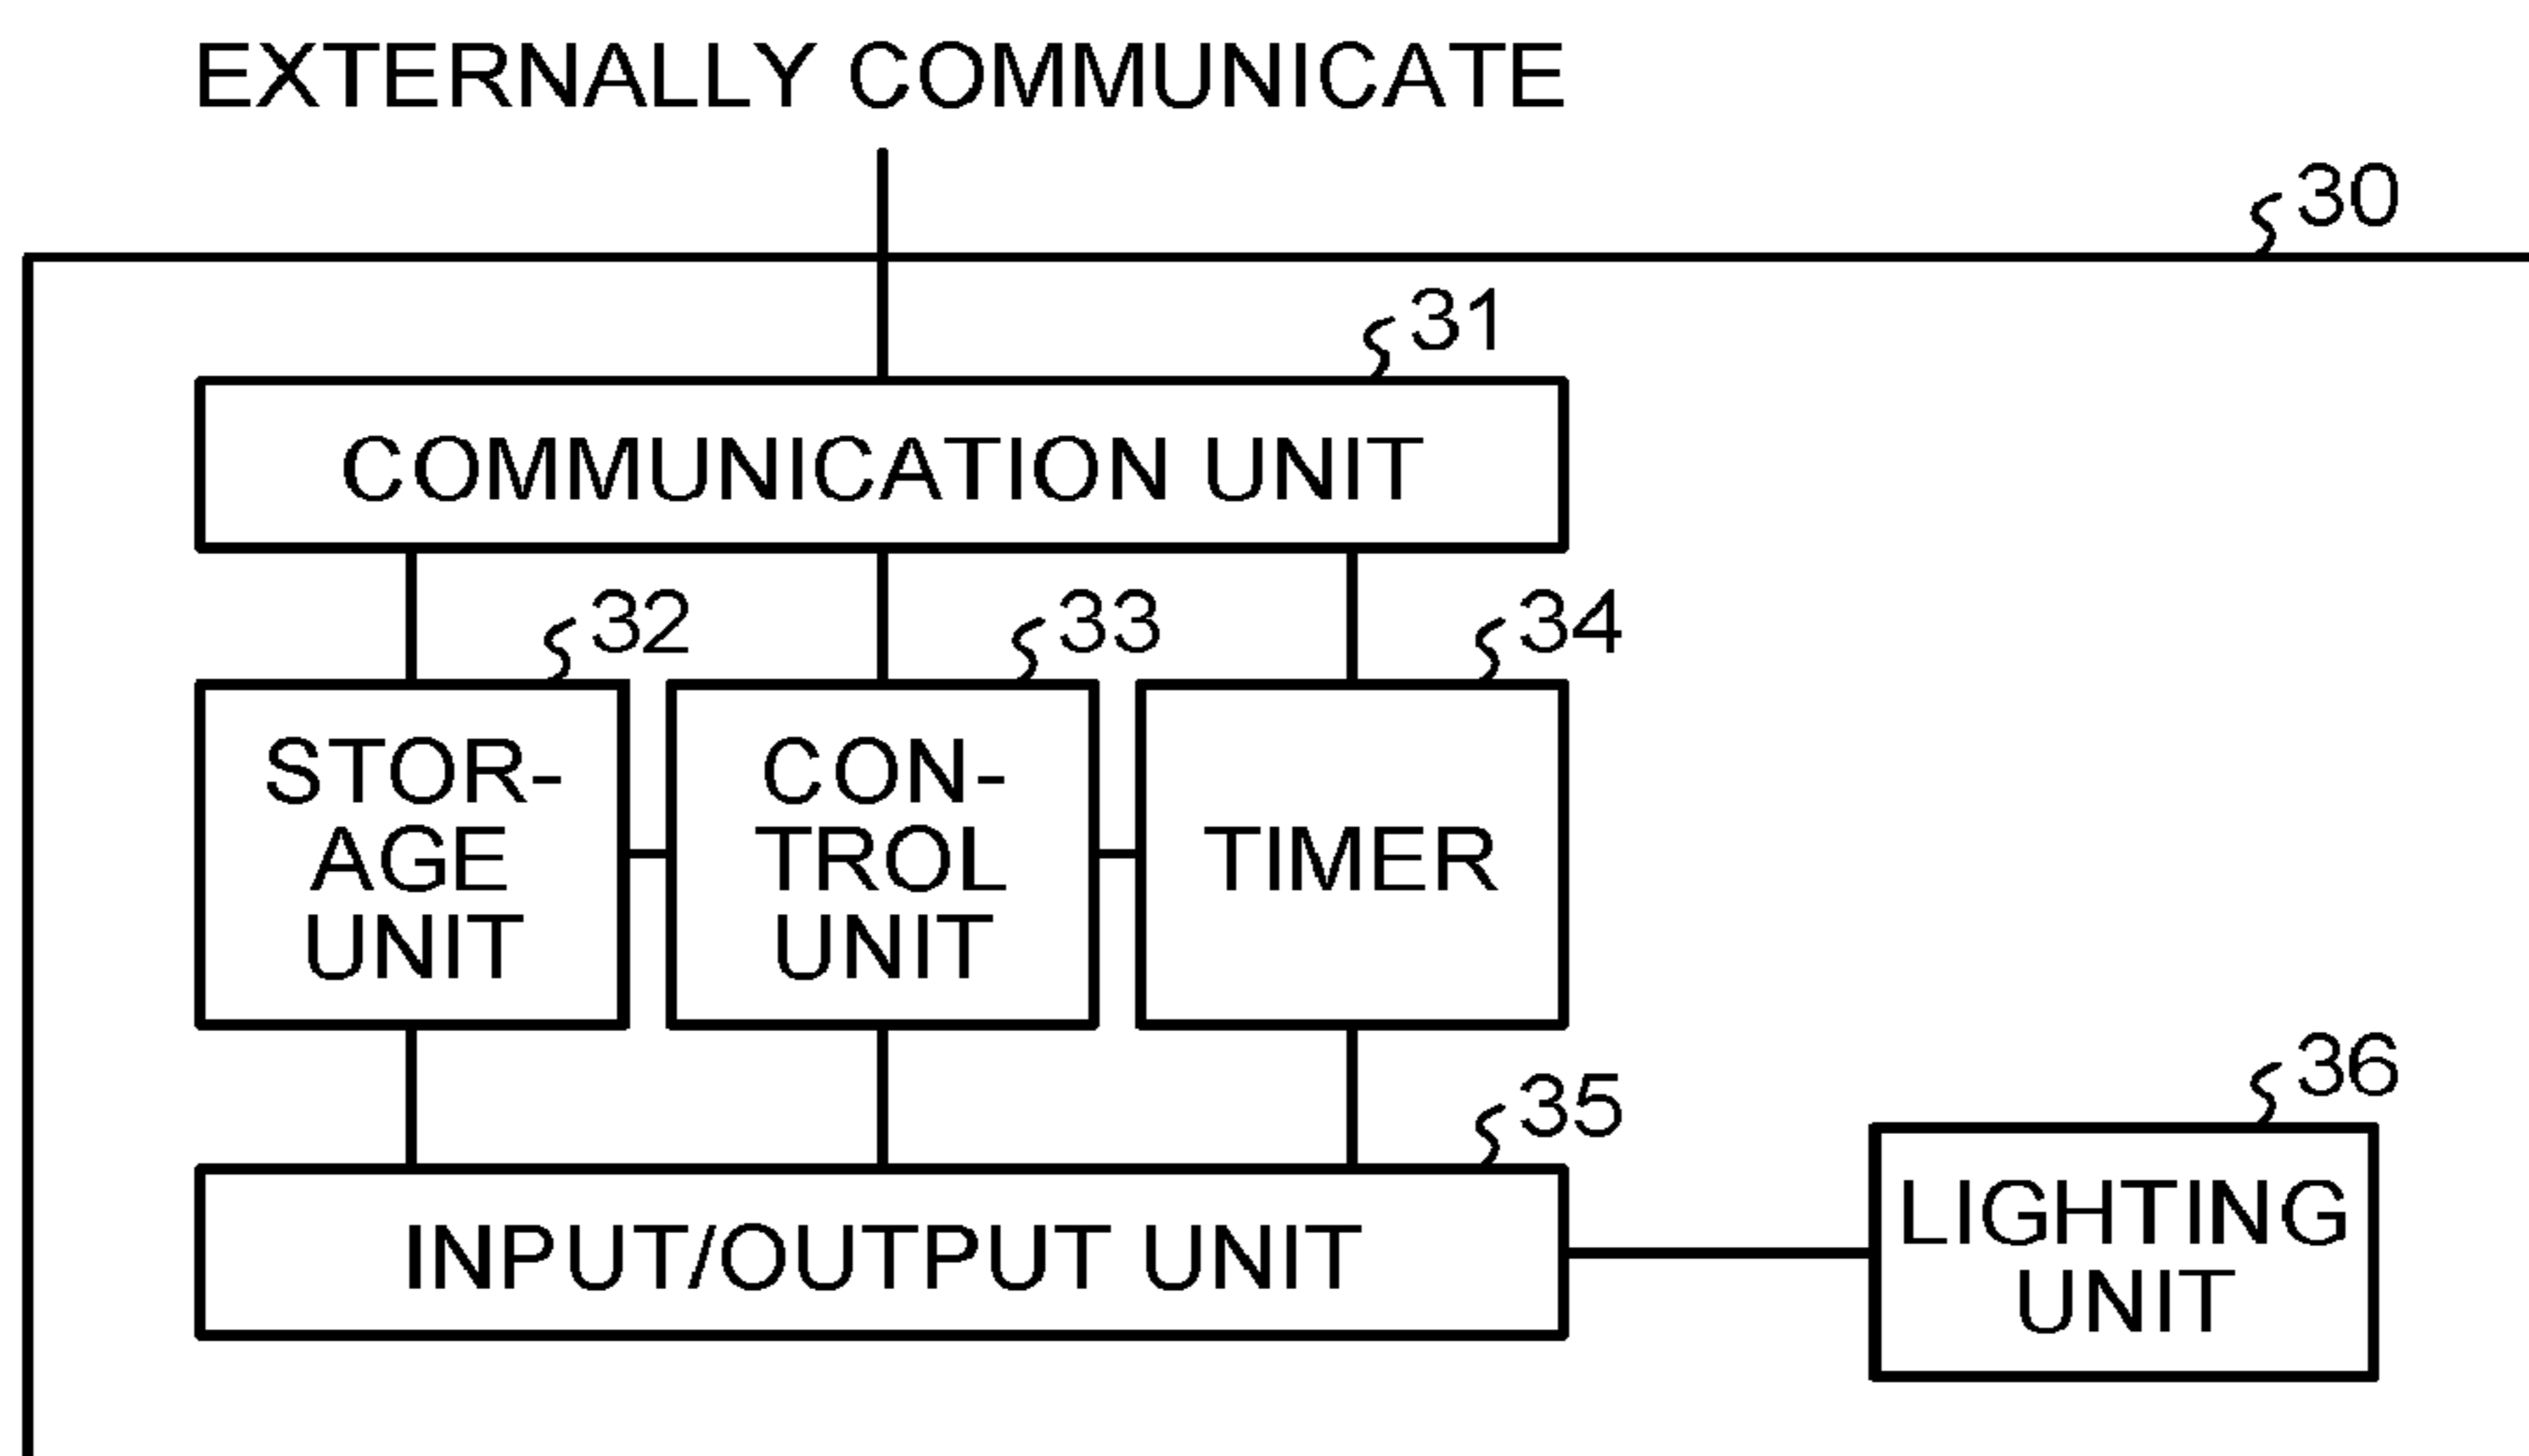 EXTERNALLY COMMUNICATE
30
31
COMMUNICATION UNIT
32
33
34
STOR-
AGE
UNIT
CON-
TROL
UNIT
TIMER
35
36
INPUT/OUTPUT UNIT
LIGHTING
UNIT